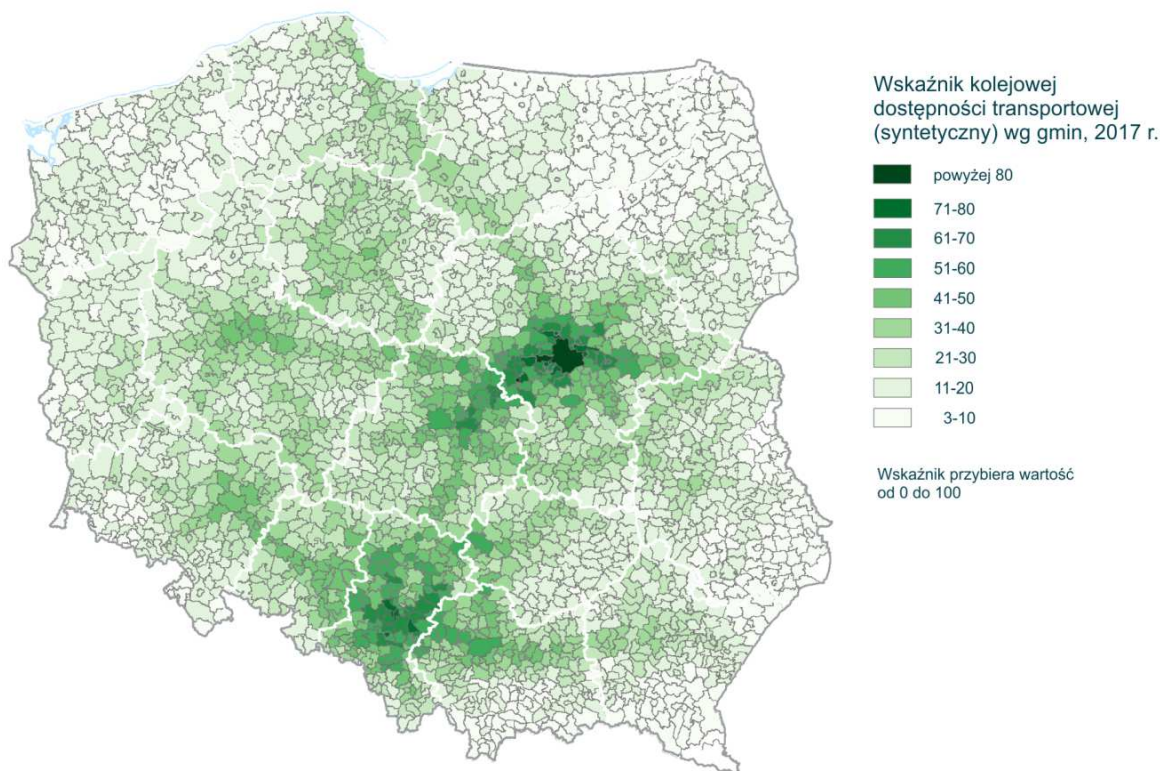 Wskaźnik kolejowej
dostępności transportowej
(syntetyczny) wg gmin, 2017 r.
powyżej 80
71-80
61-70
51-60
41-50
31-40
21-30
11-20
3-10
Wskaźnik przybiera wartość
od 0 do 100